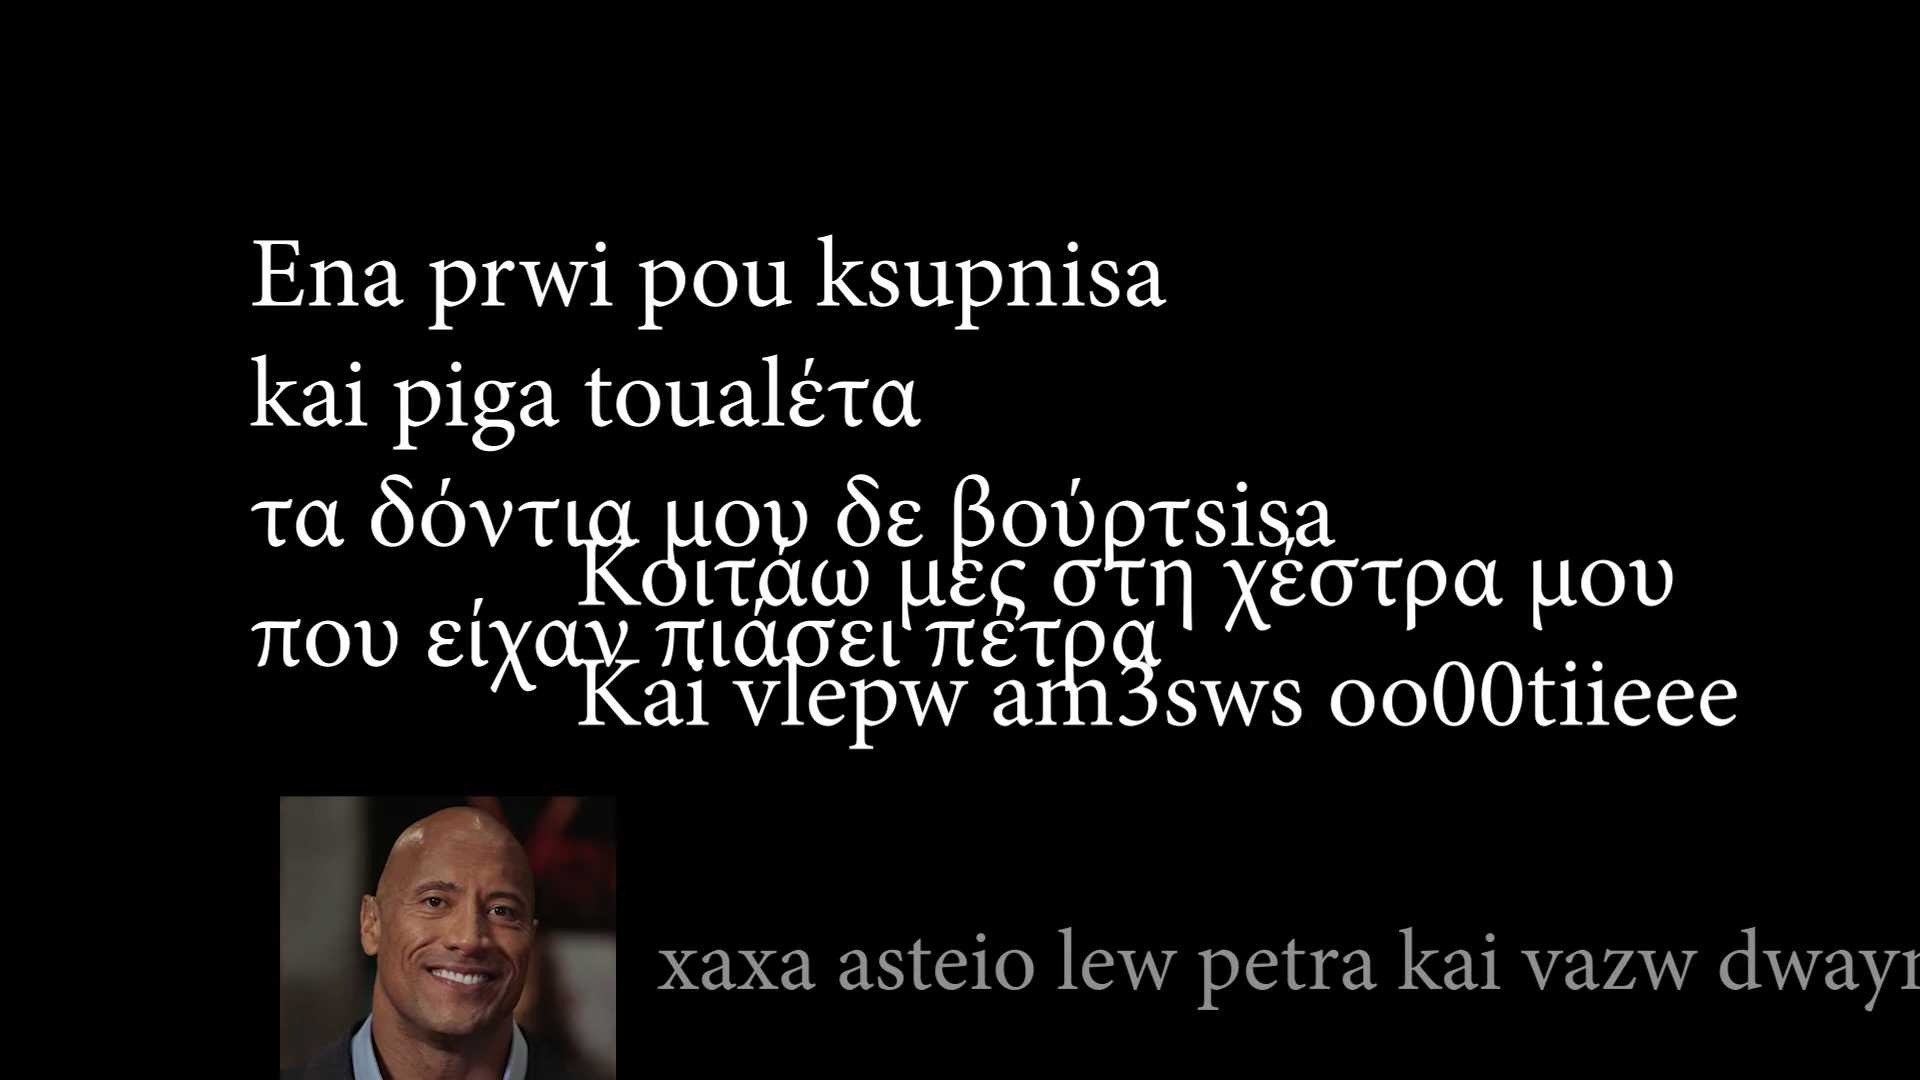 Ena prwi pou ksupnisa
kai piga toualέτα
τα δόντια μου δε βούρτsisa
Κοιτάω μες στη χέστρα μου
που είχαν πιάσει πέτρα
Kai vlepw am3sws oo00tiieee
xaxa asteio lew petra kai vazw